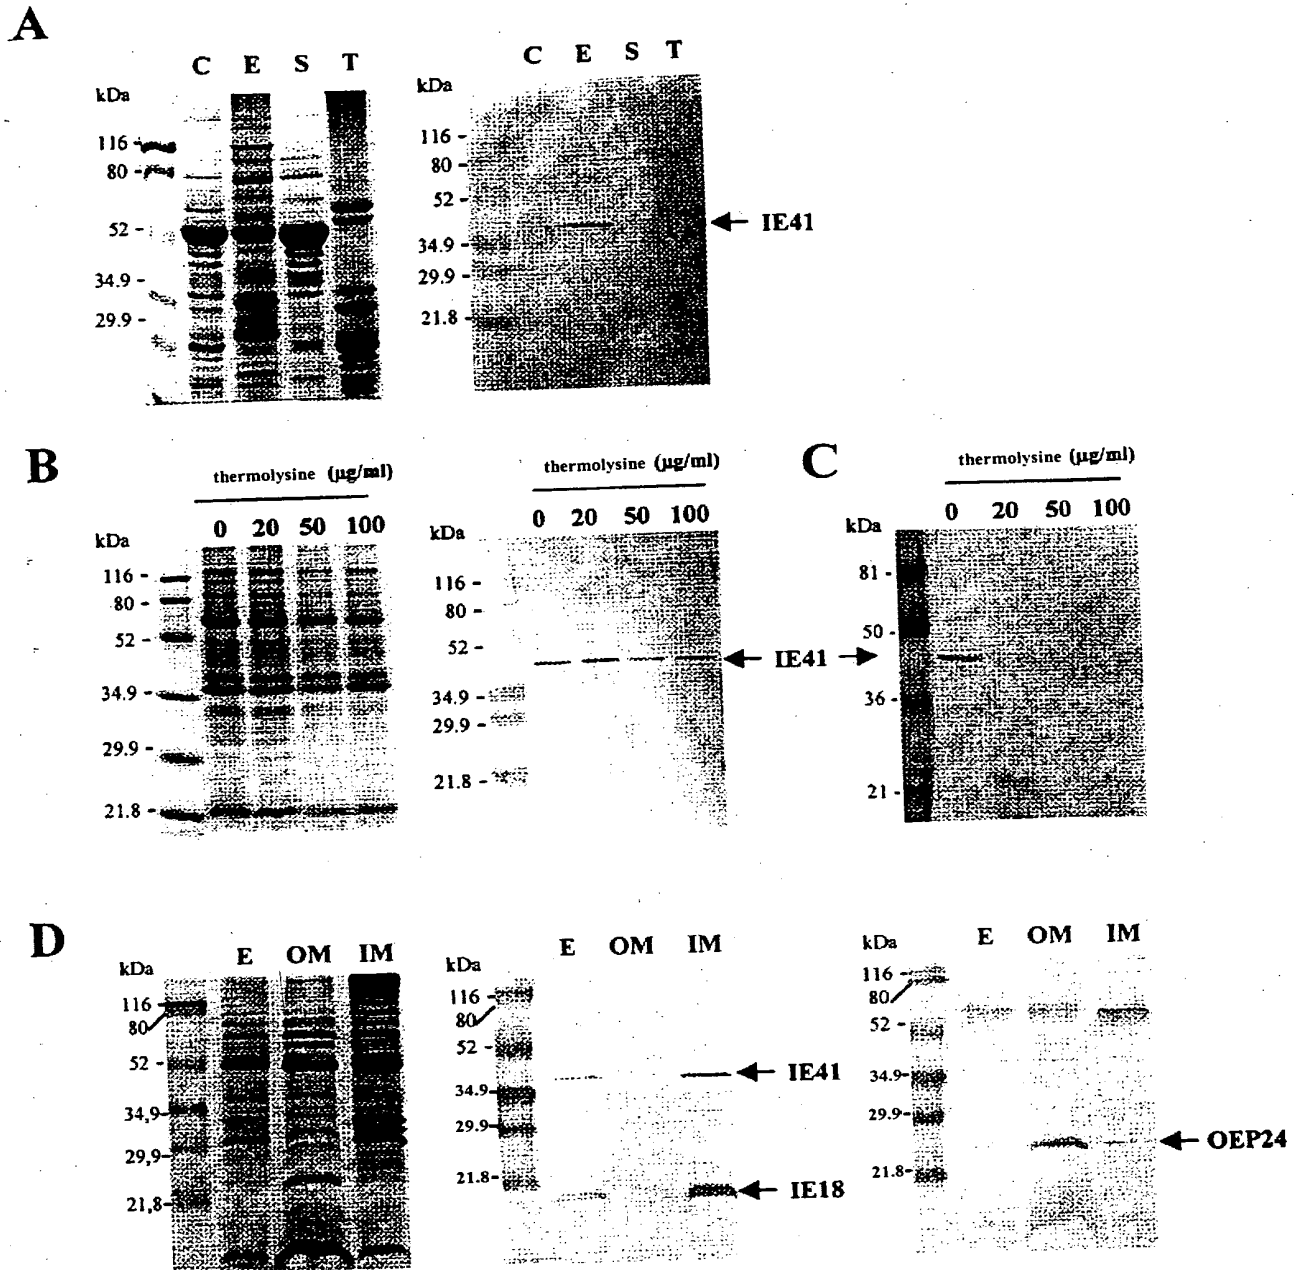 A
C E S T
kDa
116 -
80 -
52 -
34.9 -
29.9 -
C E S T
kDa
116 -
80 -
52 -
34.9 -
29.9 -
21.8 -
IE41
B
thermolysine (µg/ml)
0 20 50 100
kDa
116 -
80 -
52 -
34.9 -
29.9 -
21.8 -
thermolysine (µg/ml)
0 20 50 100
kDa
116 -
80 -
52 -
34.9 -
29.9 -
21.8 -
IE41
C
thermolysine (µg/ml)
0 20 50 100
kDa
81 -
50 -
36 -
21 -
D
E OM IM
kDa
116
80
52 -
34,9-
29,9-
21,8-
E OM IM
kDa
116 -
80
52 -
34.9-
29.9-
21.8-
IE41
IE18
E OM IM
kDa
116 -
80
52 -
34.9-
29.9-
21.8-
OEP24